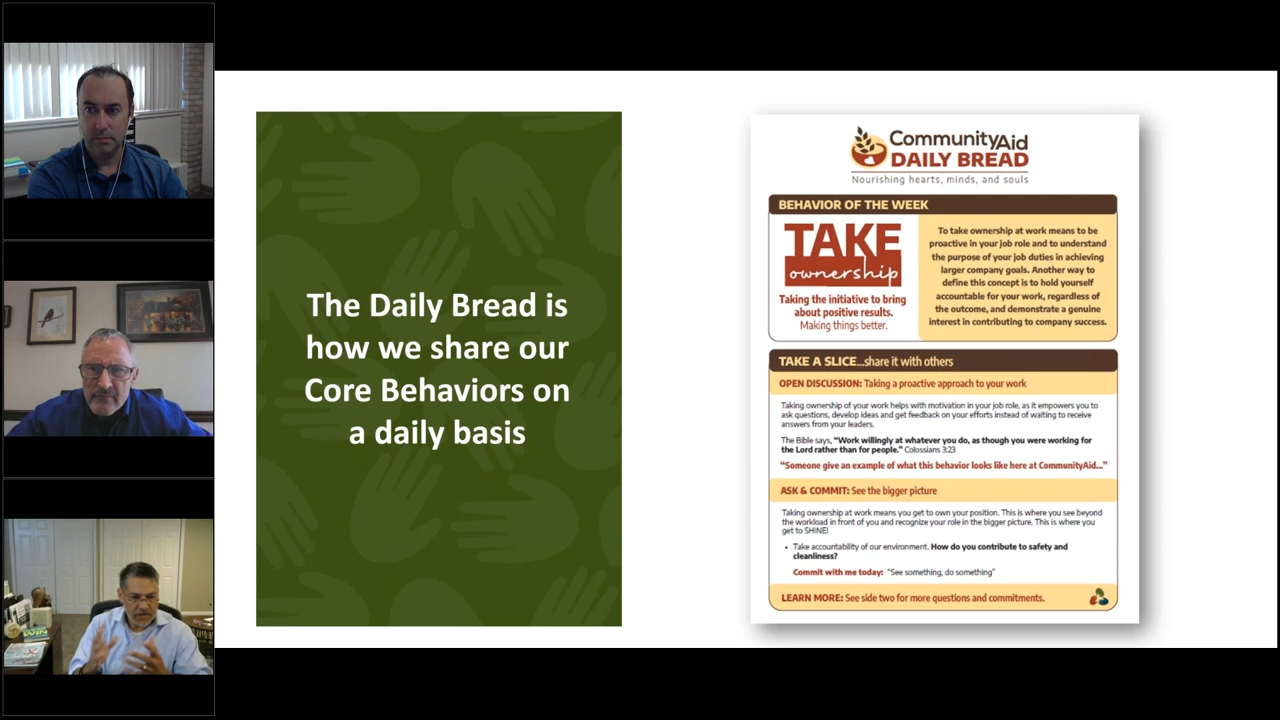 The Daily Bread is
how we share our
Core Behaviors on
a daily basis
CommunityAid
DAILY BREAD
Nourishing hearts, minds, and souls
BEHAVIOR OF THE WEEK
TAKE
ownership
Taking the initiative to bring
about positive results.
Making things better.
To take ownership at work means to be
proactive in your job role and to understand
the purpose of your job duties in achieving
larger company goals. Another way to
define this concept is to hold yourself
accountable for your work, regardless of
the outcome, and demonstrate a genuine
interest in contributing to company success.
TAKE A SLICE...share it with others
OPEN DISCUSSION: Taking a proactive approach to your work
Taking ownership of your work helps with motivation in your job role, as it empowers you to
ask questions, develop ideas and get feedback on your efforts instead of waiting to receive
answers from your leaders.
The Bible says, “Work willingly at whatever you do, as though you were working for
the Lord rather than for people.” Colossians 3:23
“Someone give an example of what this behavior looks like here at CommunityAid...”
ASK & COMMIT: See the bigger picture
Taking ownership at work means you get to own your position. This is where you see beyond
the workload in front of you and recognize your role in the bigger picture. This is where you
get to SHINE!
• Take accountability of our environment. How do you contribute to safety and
cleanliness?
Commit with me today: “See something, do something”
LEARN MORE: See side two for more questions and commitments.
WIN